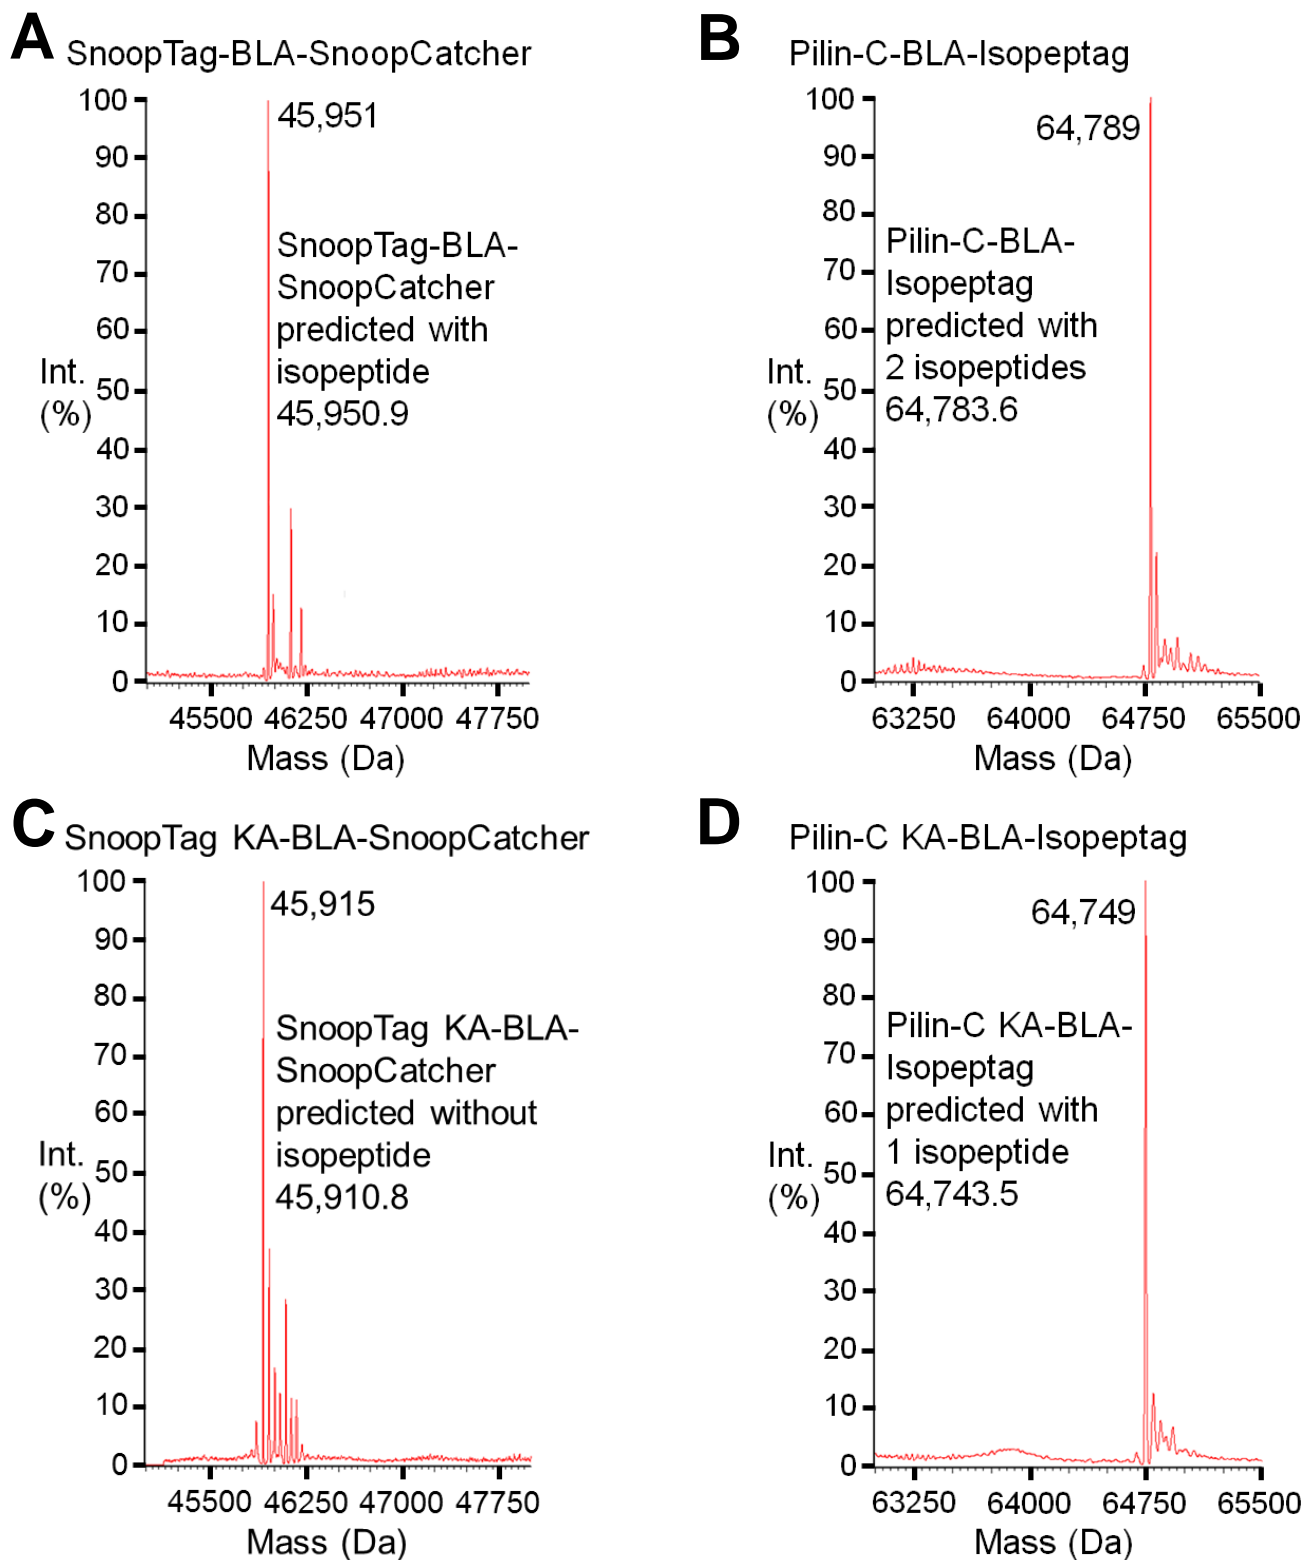 A SnoopTag-BLA-SnoopCatcher
100
90
80
70
60
50
40
30
20
10
0
Int.
(%)
45,951
SnoopTag-BLA-
SnoopCatcher
predicted with
isopeptide
45,950.9
45500 46250 47000 47750
Mass (Da)
B Pilin-C-BLA-Isopeptag
100
90
80
70
60
50
40
30
20
10
0
Int.
(%)
64,789
Pilin-C-BLA-
Isopeptag
predicted with
2 isopeptides
64,783.6
63250 64000 64750 65500
Mass (Da)
C SnoopTag KA-BLA-SnoopCatcher
100
90
80
70
60
50
40
30
20
10
0
Int.
(%)
45,915
SnoopTag KA-BLA-
SnoopCatcher
predicted without
isopeptide
45,910.8
45500 46250 47000 47750
Mass (Da)
D Pilin-C KA-BLA-Isopeptag
100
90
80
70
60
50
40
30
20
10
0
Int.
(%)
64,749
Pilin-C KA-BLA-
Isopeptag
predicted with
1 isopeptide
64,743.5
63250 64000 64750 65500
Mass (Da)